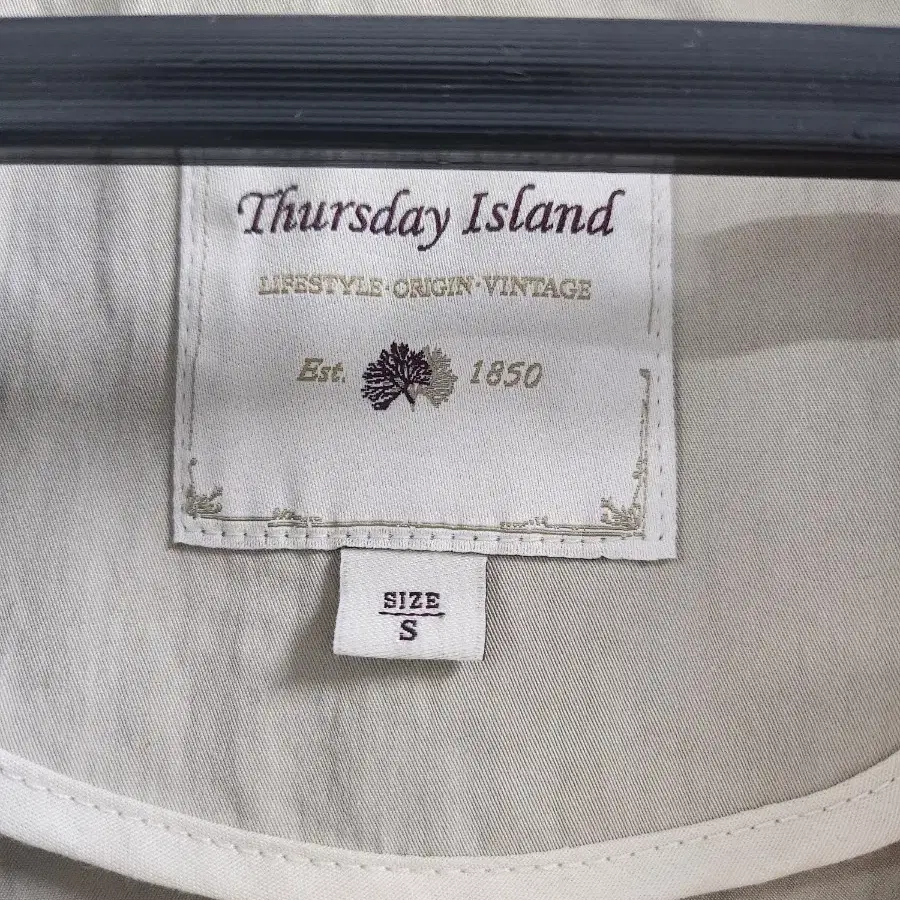 Thursday Island
LIFESTYLE·ORIGIN·VINTAGE
Est. 1850
SIZE
S